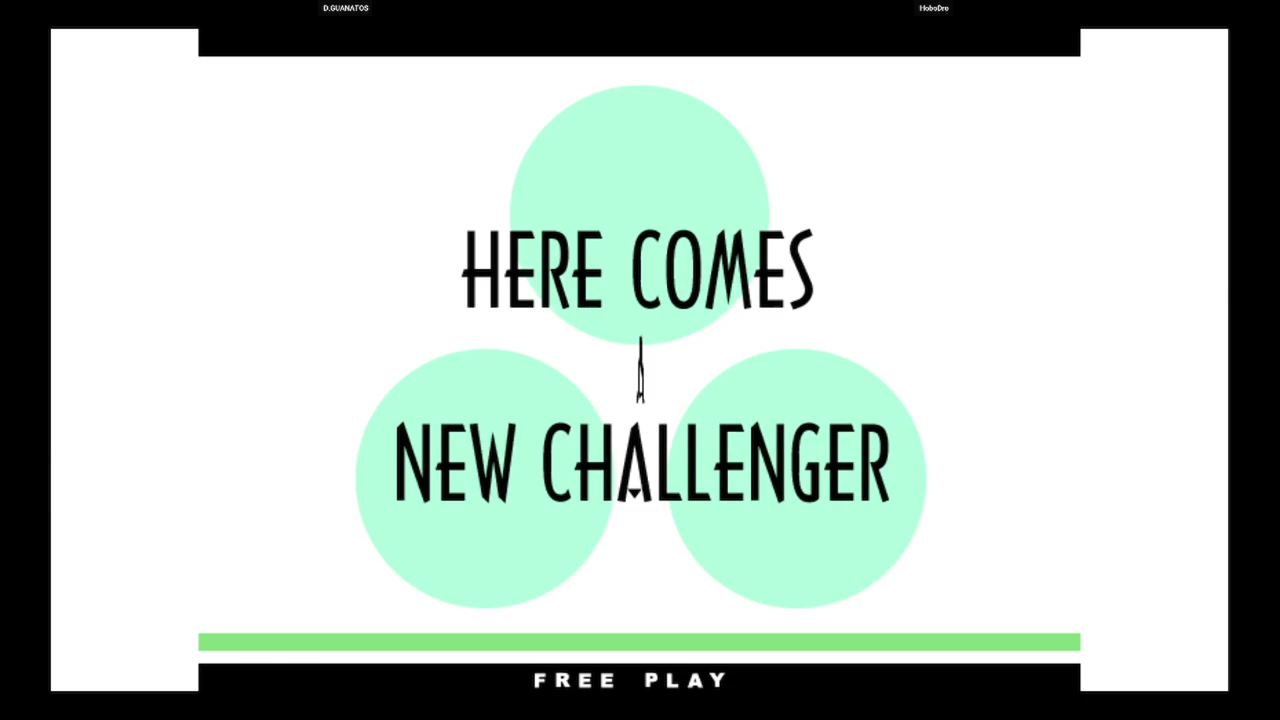 D.GUANATOS HoboDre
HERE COMES
A
NEW CHALLENGER
FREE PLAY